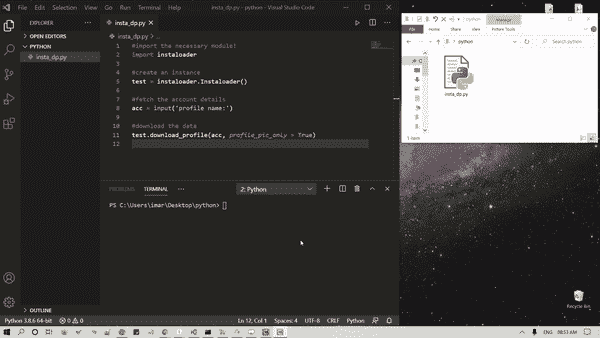 File Edit Selection View Go Run Terminal
insta_dp.py - python - Visual Studio Code
EXPLORER
OPEN EDITORS
PYTHON
insta_dp.py
OUTLINE
insta_dp.py
insta_dp.py
1 #import the necessary module!
2 import instaloader
3
4 #create an instance
5 test = instaloader.Instaloader()
6
7 #fetch the account details
8 acc = input('profile name:')
9
10 #download the data
11 test.download_profile(acc, profile_pic_only = True)
12
PROBLEMS TERMINAL
2: Python
PS C:\Users\imar\Desktop\python>
Python 3.8.6 64-bit 0 0 Ln 12, Col 1 Spaces: 4 UTF-8 CRLF Python
python
Manage
File Home Share View Picture Tools
python
Search python
insta_dp.py
1 item
Recycle Bin